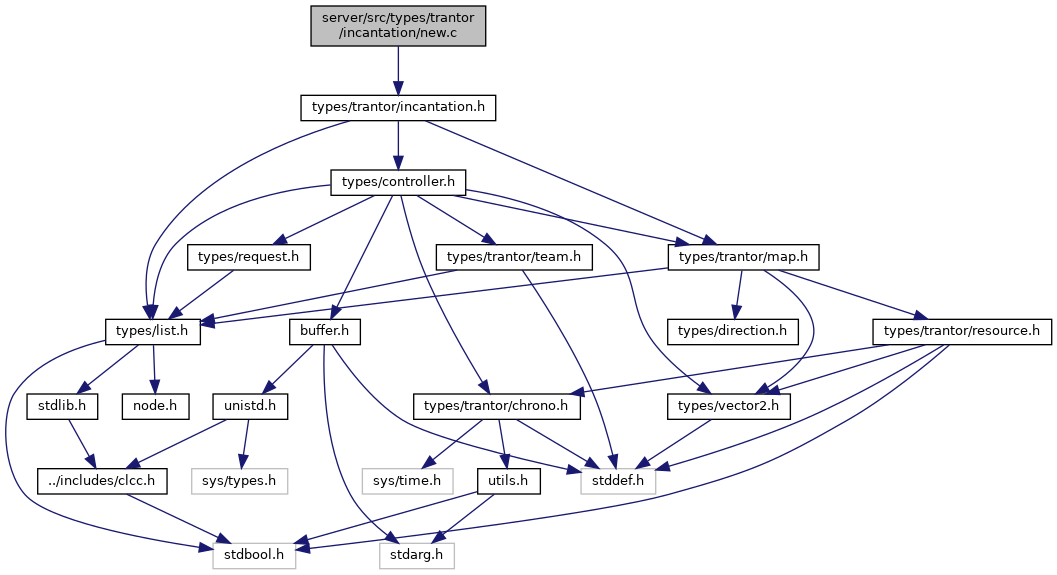 server/src/types/trantor
/incantation/new.c
types/trantor/incantation.h
types/controller.h
types/request.h
types/trantor/team.h
types/trantor/map.h
types/list.h
buffer.h
types/direction.h
types/trantor/resource.h
stdlib.h
node.h
unistd.h
types/trantor/chrono.h
types/vector2.h
../includes/clcc.h
sys/types.h
sys/time.h
utils.h
stddef.h
stdbool.h
stdarg.h